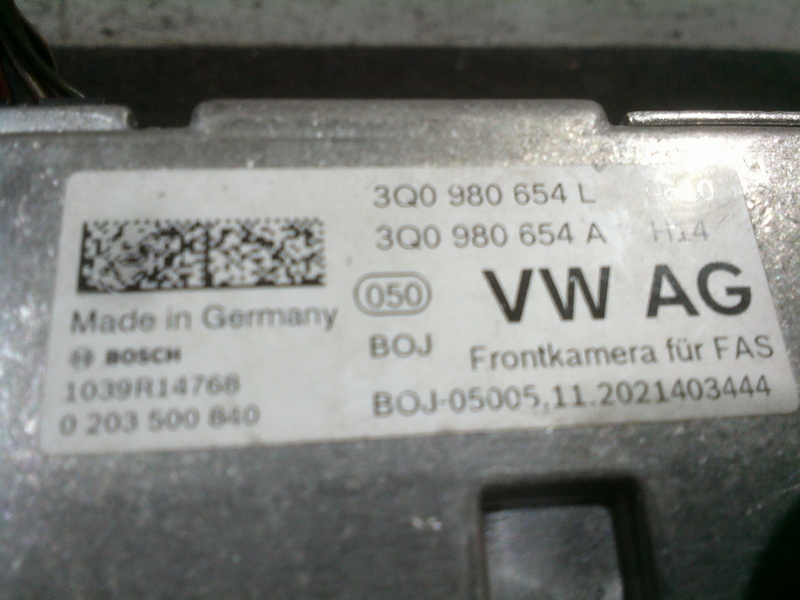 3Q0 980 654 L
3Q0 980 654 A H14
050
VW AG
Made in Germany
BOJ
Frontkamera für FAS
BOSCH
1039R14768
BOJ-05005,11.2021403444
0 203 500 840